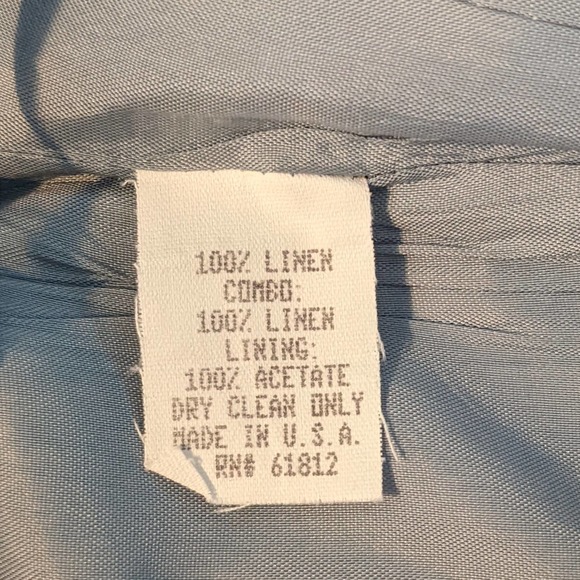 100% LINEN
COMBO:
100% LINEN
LINING:
100% ACETATE
DRY CLEAN ONLY
MADE IN U.S.A.
RN# 61812